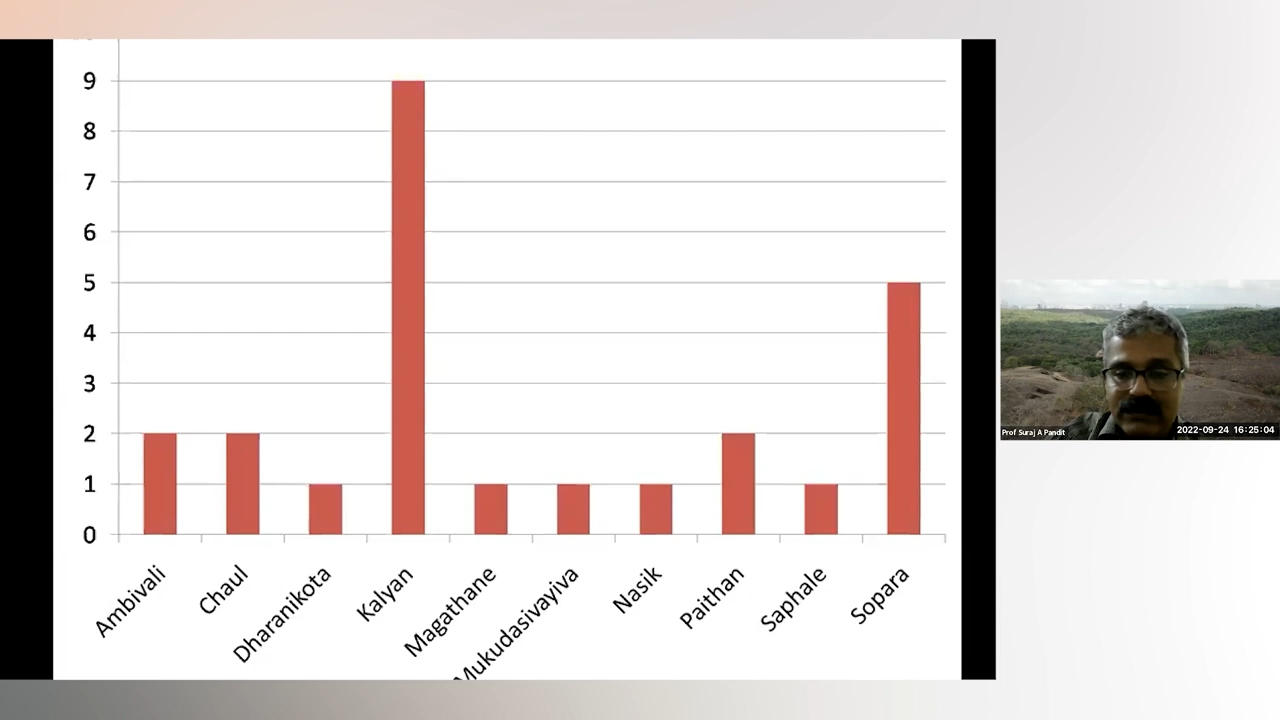 9
8
7
6
5
4
3
2
1
0
Ambivali
Chaul
Dharanikota
Kalyan
Magathane
Mukudasivayiva
Nasik
Paithan
Saphale
Sopara
Prof Suraj A Pandit
2022-09-24 16:25:04